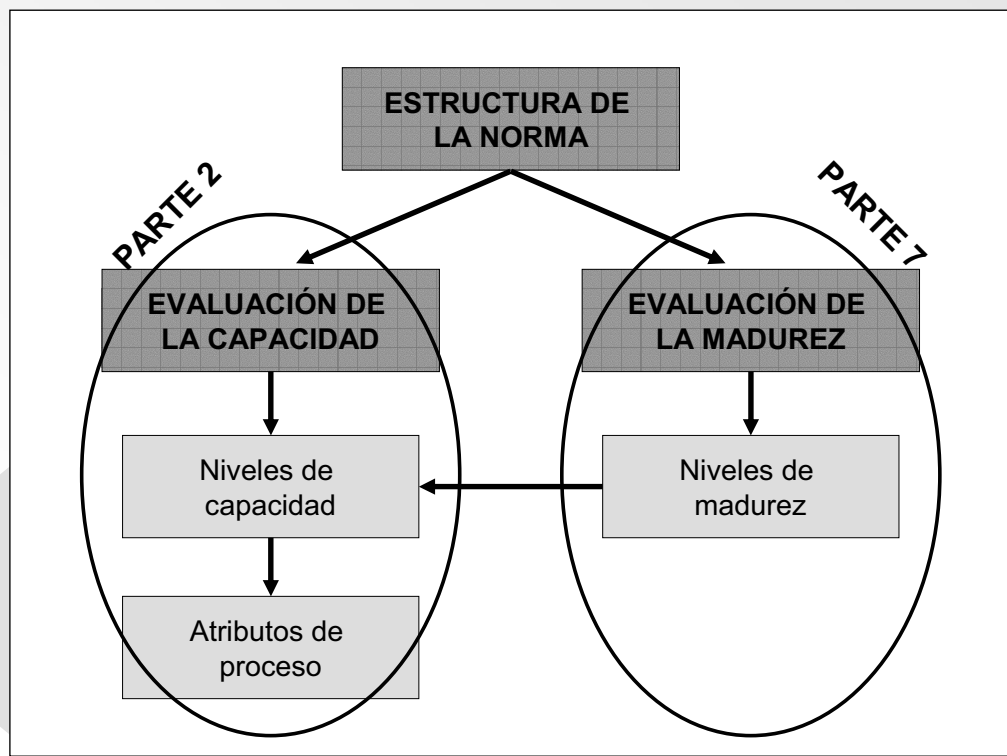 ESTRUCTURA DE
LA NORMA
PARTE 2
PARTE 7
EVALUACIÓN DE
LA CAPACIDAD
EVALUACIÓN DE
LA MADUREZ
Niveles de
capacidad
Niveles de
madurez
Atributos de
proceso